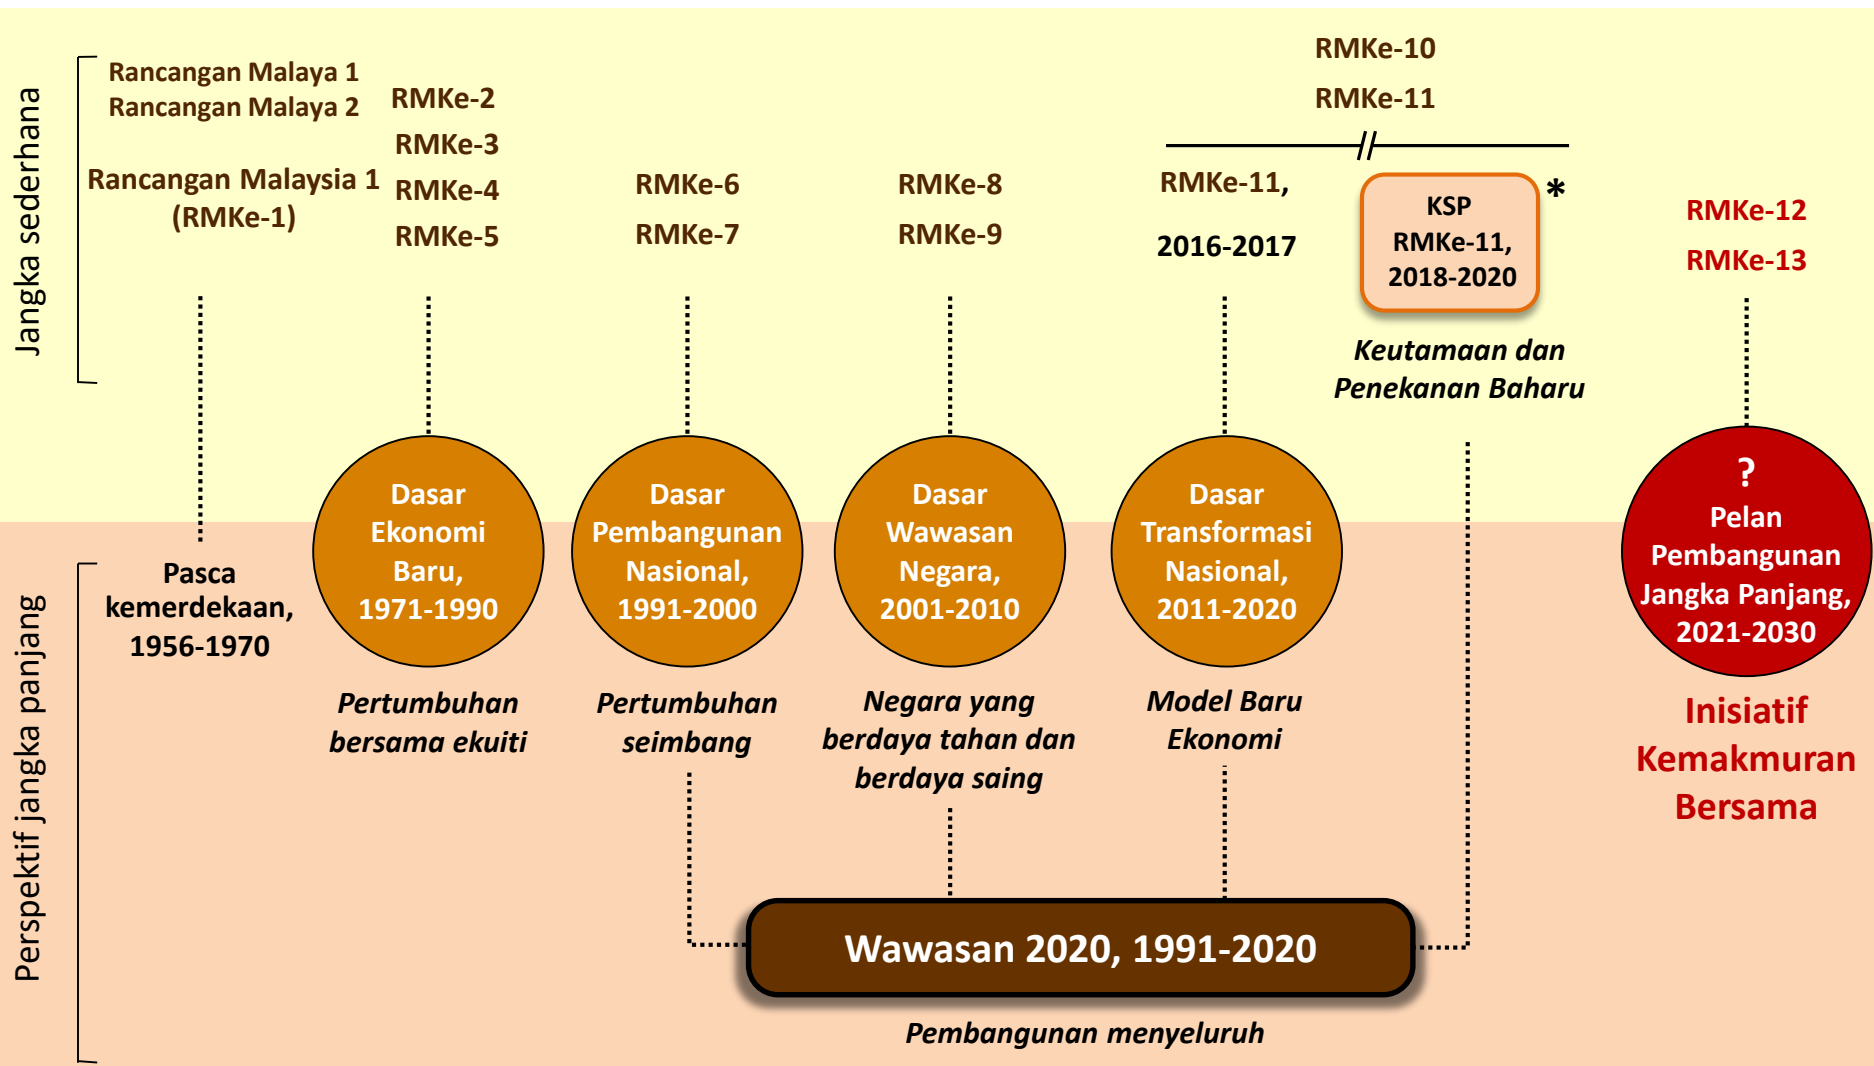 Jangka sederhana
Rancangan Malaya 1
Rancangan Malaya 2
Rancangan Malaysia 1
(RMKe-1)
RMKe-2
RMKe-3
RMKe-4
RMKe-5
RMKe-6
RMKe-7
RMKe-8
RMKe-9
RMKe-10
RMKe-11
RMKe-11,
2016-2017
KSP
RMKe-11,
2018-2020
*
Keutamaan dan
Penekanan Baharu
RMKe-12
RMKe-13
Perspektif jangka panjang
Pasca
kemerdekaan,
1956-1970
Dasar
Ekonomi
Baru,
1971-1990
Pertumbuhan
bersama ekuiti
Dasar
Pembangunan
Nasional,
1991-2000
Pertumbuhan
seimbang
Dasar
Wawasan
Negara,
2001-2010
Negara yang
berdaya tahan dan
berdaya saing
Dasar
Transformasi
Nasional,
2011-2020
Model Baru
Ekonomi
?
Pelan
Pembangunan
Jangka Panjang,
2021-2030
Inisiatif
Kemakmuran
Bersama
Wawasan 2020, 1991-2020
Pembangunan menyeluruh